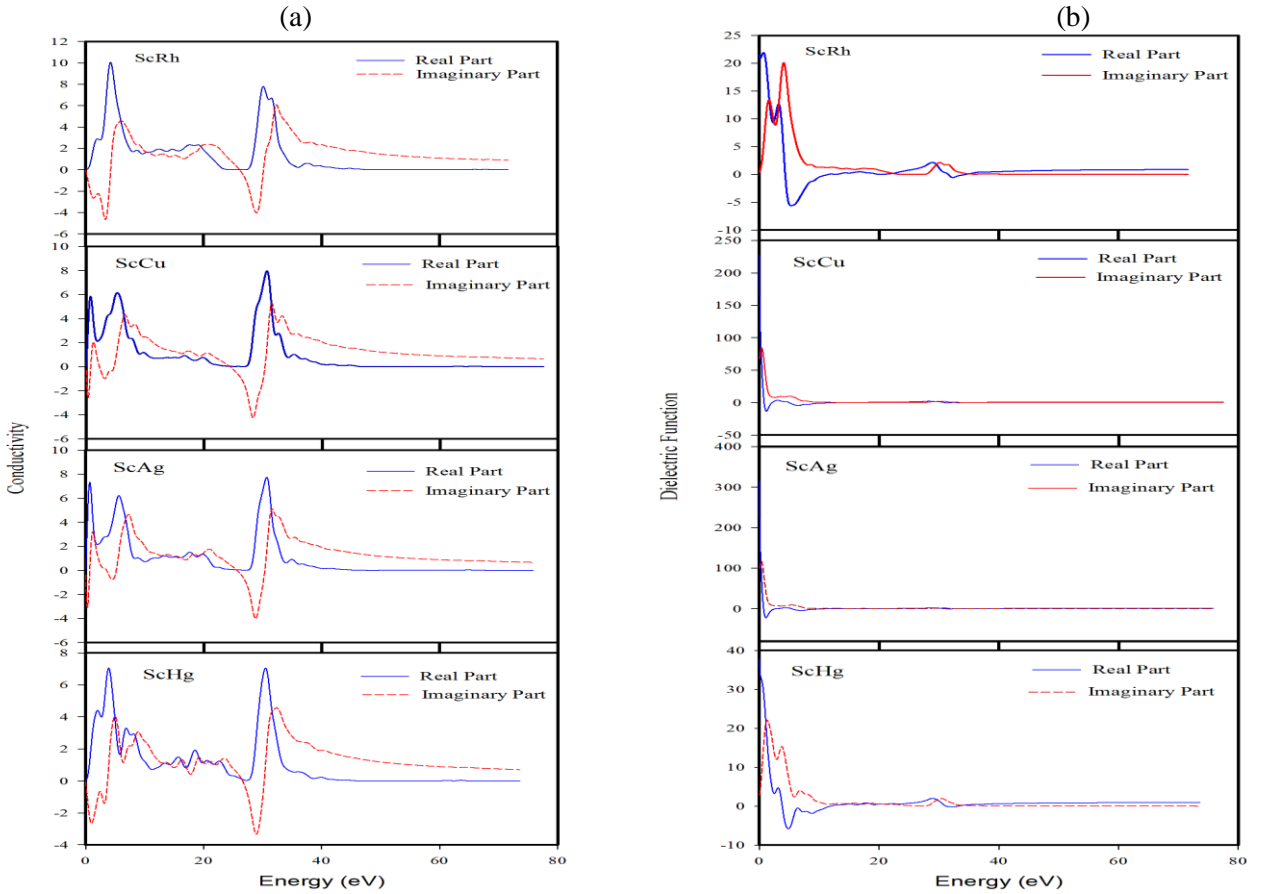 (a)
Conductivity
12
10
8
6
4
2
0
-2
-4
-6
ScRh
Real Part
Imaginary Part
10
8
6
4
2
0
-2
-4
-6
ScCu
Real Part
Imaginary Part
10
8
6
4
2
0
-2
-4
-6
ScAg
Real Part
Imaginary Part
8
6
4
2
0
-2
-4
ScHg
Real Part
Imaginary Part
0 20 40 60 80
Energy (eV)
(b)
Dielectric Function
25
20
15
10
5
0
-5
-10
ScRh
Real Part
Imaginary Part
250
200
150
100
50
0
-50
ScCu
Real Part
Imaginary Part
400
300
200
100
0
ScAg
Real Part
Imaginary Part
40
30
20
10
0
-10
ScHg
Real Part
Imaginary Part
0 20 40 60 80
Energy (eV)